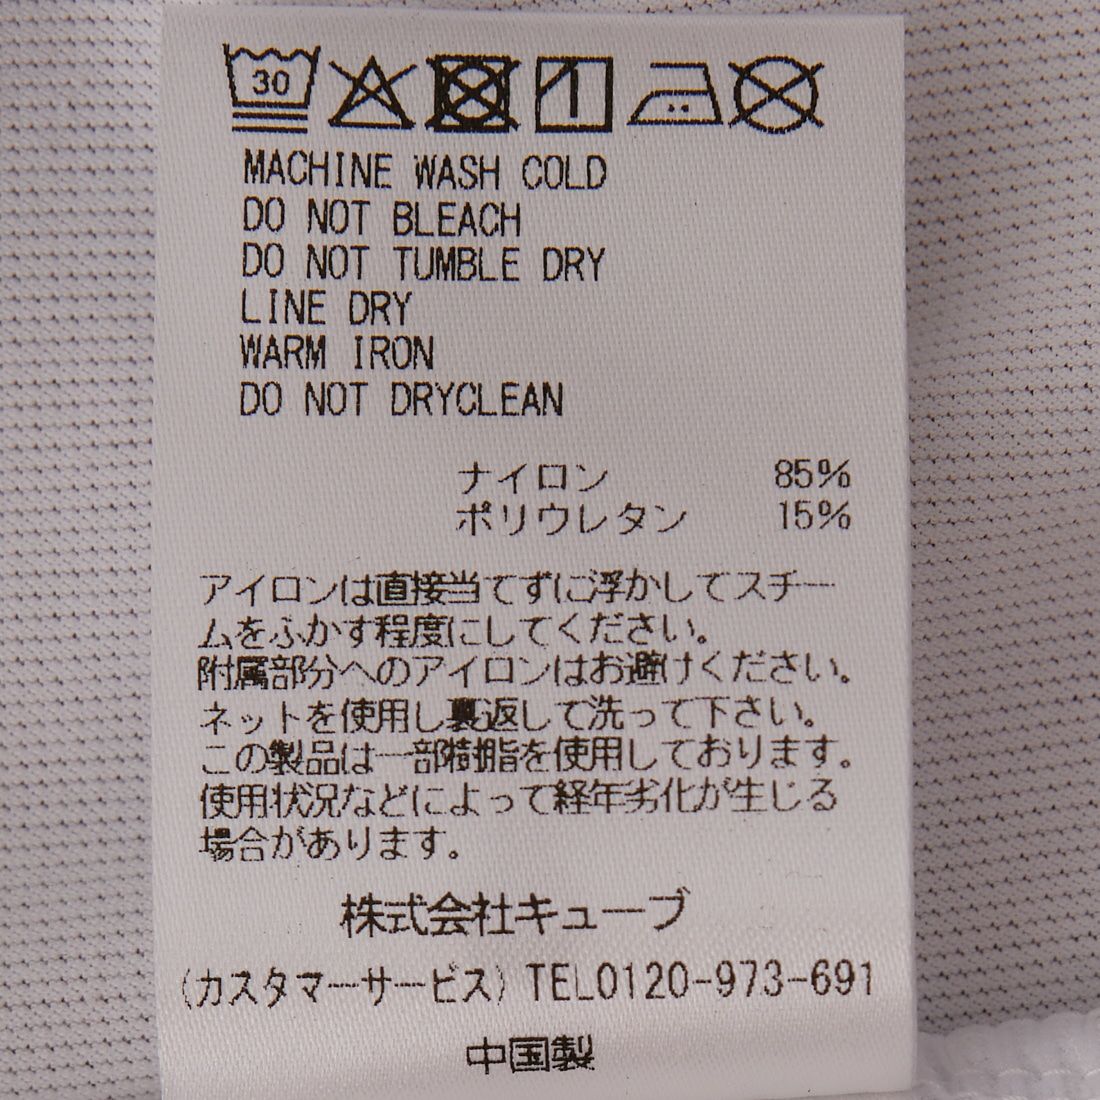 30
MACHINE WASH COLD
DO NOT BLEACH
DO NOT TUMBLE DRY
LINE DRY
WARM IRON
DO NOT DRYCLEAN
ナイロン 85%
ポリウレタン 15%
アイロンは直接当てずに浮かしてスチー
ムをふかす程度にしてください。
附属部分へのアイロンはお避けください。
ネットを使用し裏返して洗って下さい。
この製品は一部樹脂を使用しております。
使用状況などによって経年劣化が生じる
場合があります。
株式会社キューブ
(カスタマーサービス) TEL0120-973-691
中国製